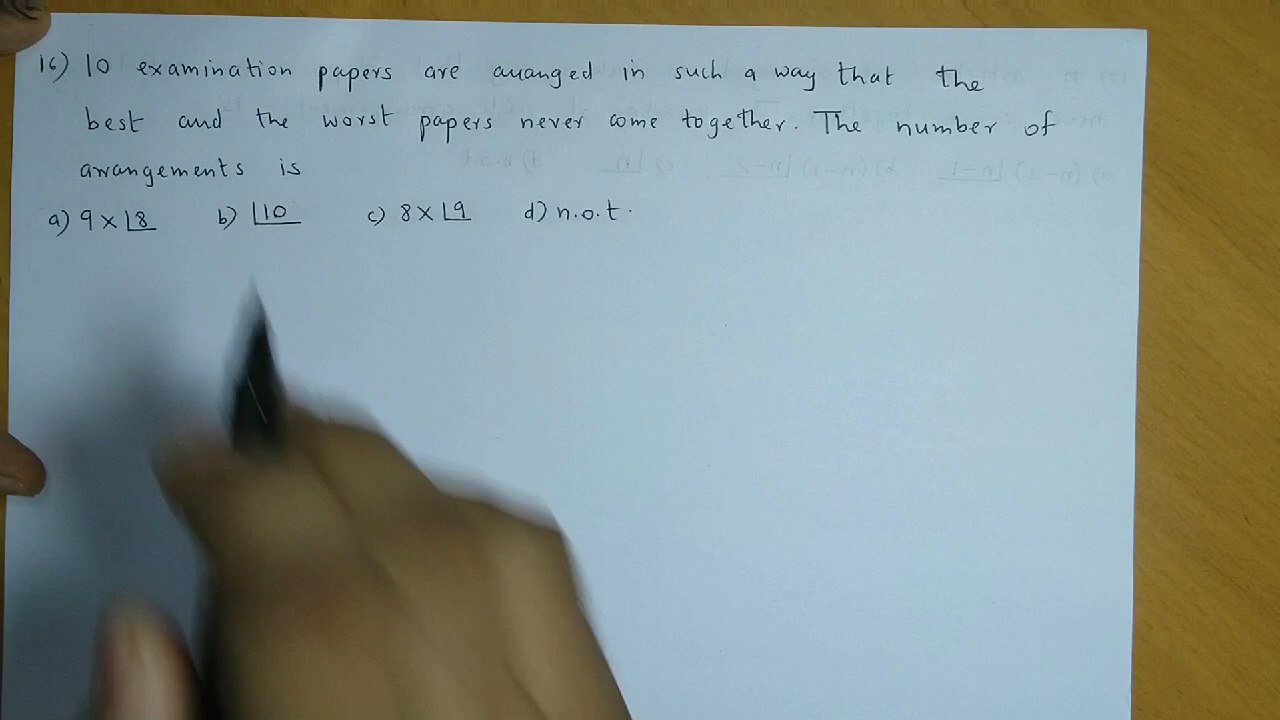 16) 10 examination papers are arranged in such a way that the
best and the worst papers never come together. The number of
arrangements is
a) 9 × ⌊8 b) ⌊10 c) 8 × ⌊9 d) n.o.t.